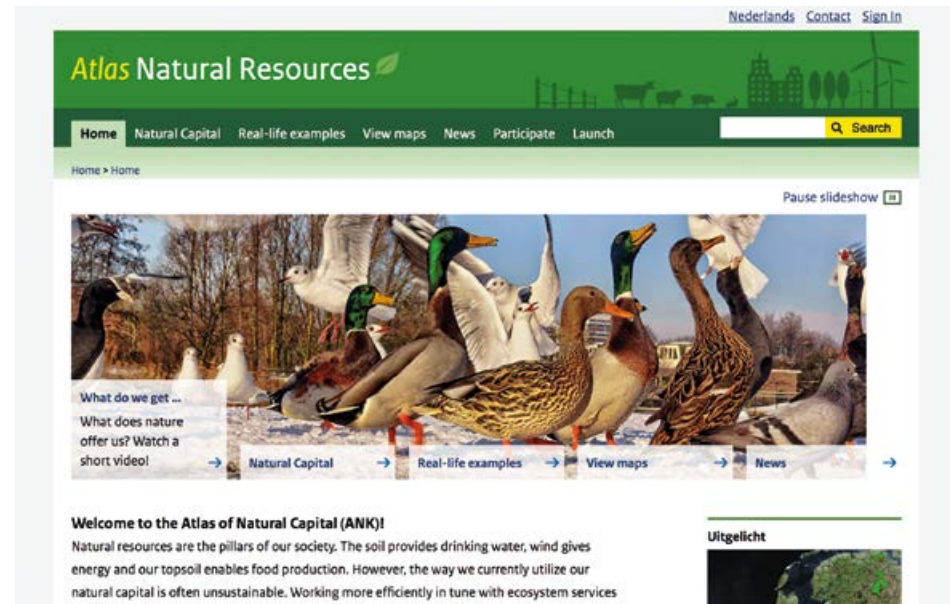 Nederlands Contact Sign In
Atlas Natural Resources
Home Natural Capital Real-life examples View maps News Participate Launch
Search
Home > Home
Pause slideshow
What do we get ...
What does nature
offer us? Watch a
short video!
Natural Capital
Real-life examples
View maps
News
Welcome to the Atlas of Natural Capital (ANK)!
Natural resources are the pillars of our society. The soil provides drinking water, wind gives
energy and our topsoil enables food production. However, the way we currently utilize our
natural capital is often unsustainable. Working more efficiently in tune with ecosystem services
Uitgelicht